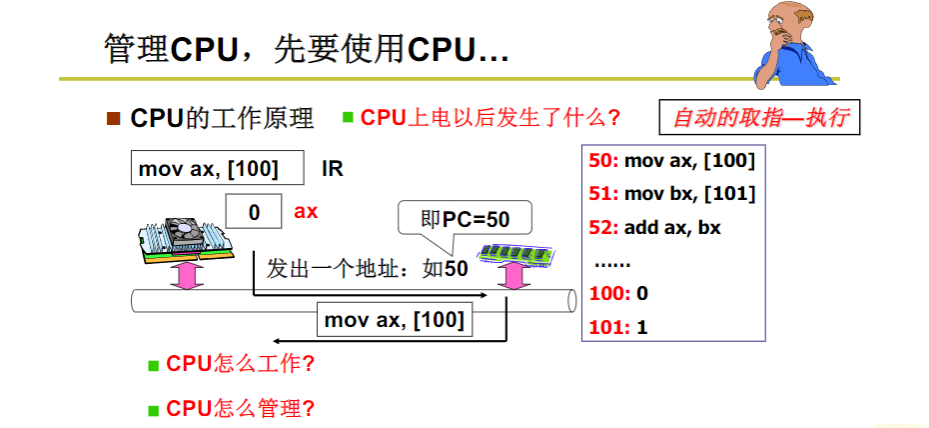 管理CPU，先要使用CPU…
CPU的工作原理
CPU上电以后发生了什么?
自动的取指—执行
mov ax, [100]
IR
0
ax
即PC=50
发出一个地址：如50
mov ax, [100]
50: mov ax, [100]
51: mov bx, [101]
52: add ax, bx
……
100: 0
101: 1
CPU怎么工作?
CPU怎么管理?